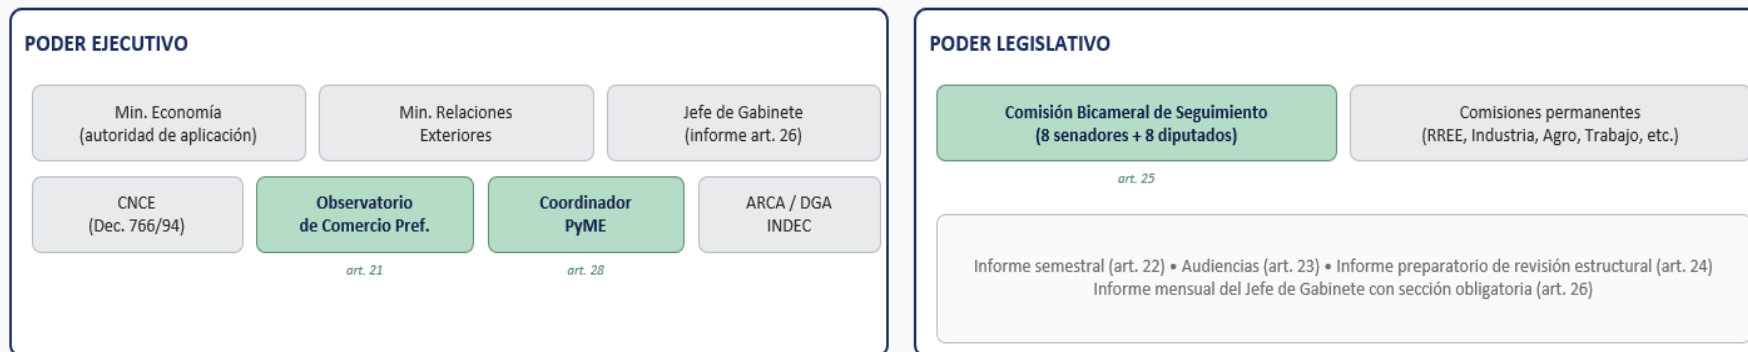 PODER EJECUTIVO
Min. Economía
(autoridad de aplicación)
Min. Relaciones
Exteriores
Jefe de Gabinete
(informe art. 26)
CNCE
(Dec. 766/94)
Observatorio
de Comercio Pref.
art. 21
Coordinador
PyME
art. 28
ARCA / DGA
INDEC
PODER LEGISLATIVO
Comisión Bicameral de Seguimiento
(8 senadores + 8 diputados)
art. 25
Comisiones permanentes
(RREE, Industria, Agro, Trabajo, etc.)
Informe semestral (art. 22) • Audiencias (art. 23) • Informe preparatorio de revisión estructural (art. 24)
Informe mensual del Jefe de Gabinete con sección obligatoria (art. 26)